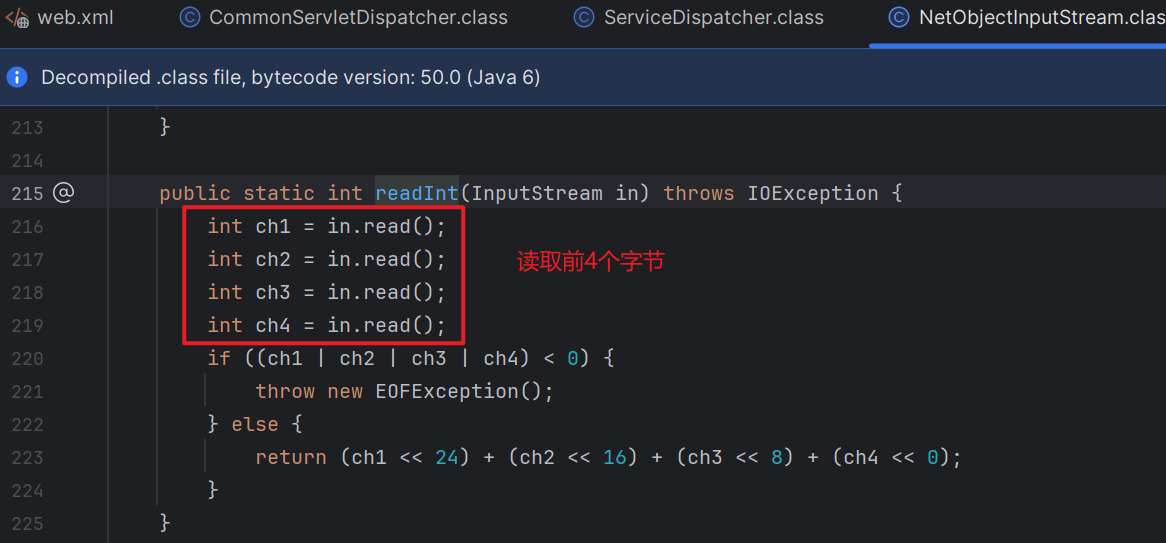 web.xml
CommonServletDispatcher.class
ServiceDispatcher.class
NetObjectInputStream.clas
Decompiled .class file, bytecode version: 50.0 (Java 6)
213 }
214
215 public static int readInt(InputStream in) throws IOException {
216 int ch1 = in.read();
217 int ch2 = in.read();
读取前4个字节
218 int ch3 = in.read();
219 int ch4 = in.read();
220 if ((ch1 | ch2 | ch3 | ch4) < 0) {
221 throw new EOFException();
222 } else {
223 return (ch1 << 24) + (ch2 << 16) + (ch3 << 8) + (ch4 << 0);
224 }
225 }